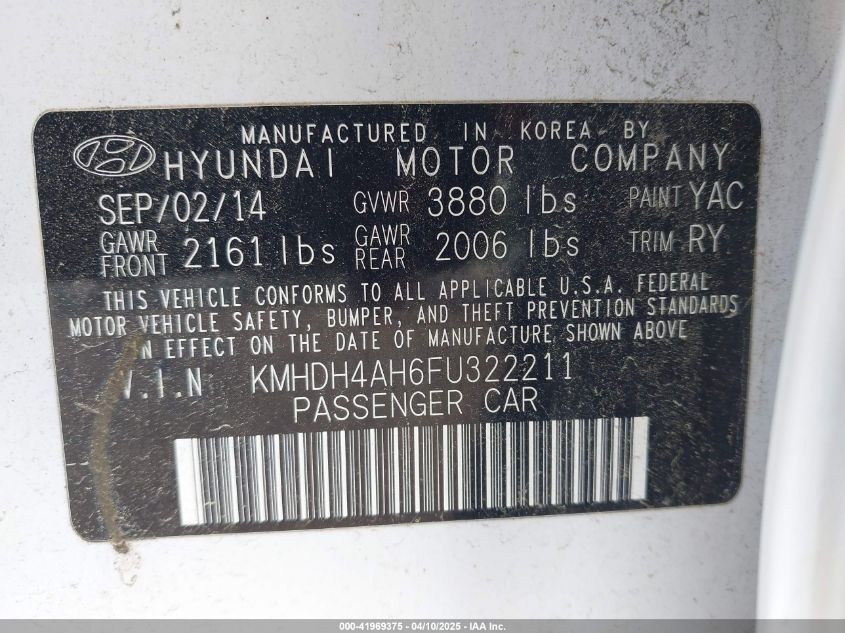 MANUFACTURED IN KOREA BY
HYUNDAI MOTOR COMPANY
SEP/02/14 GVWR 3880 lbs PAINT YAC
GAWR FRONT 2161 lbs GAWR REAR 2006 lbs TRIM RY
THIS VEHICLE CONFORMS TO ALL APPLICABLE U.S.A. FEDERAL
MOTOR VEHICLE SAFETY, BUMPER, AND THEFT PREVENTION STANDARDS
IN EFFECT ON THE DATE OF MANUFACTURE SHOWN ABOVE
V.I.N KMHDH4AH6FU322211
PASSENGER CAR
000-41969375 - 04/10/2025 - IAA Inc.